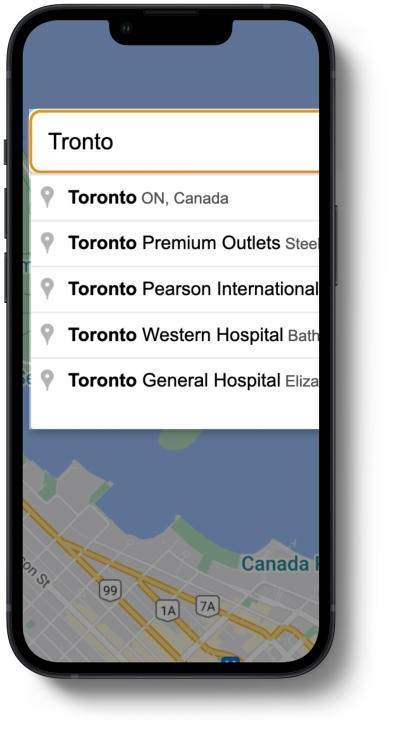 Tronto
Toronto ON, Canada
Toronto Premium Outlets Steel
Toronto Pearson International
Toronto Western Hospital Bath
Toronto General Hospital Eliza
Canada
on St
99
1A
7A